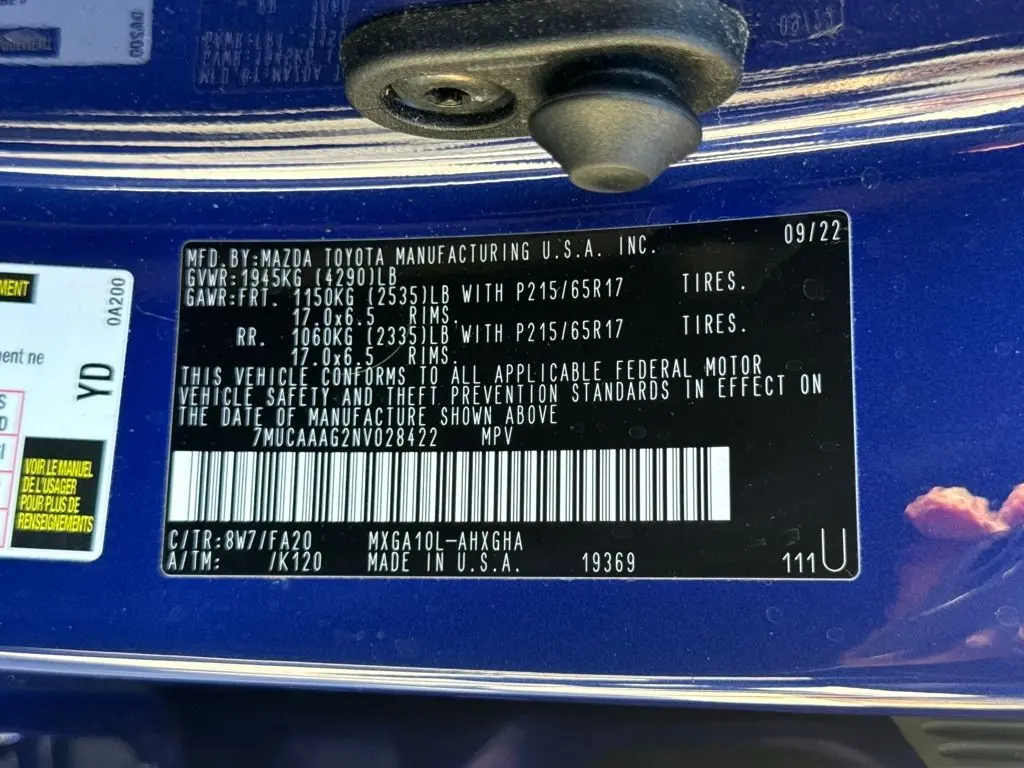 MFD.BY:MAZDA TOYOTA MANUFACTURING U.S.A. INC. 09/22
GVWR:1945KG (4290)LB
GAWR:FRT. 1150KG (2535)LB WITH P215/65R17 TIRES.
17.0x6.5 RIMS.
RR. 1060KG (2335)LB WITH P215/65R17 TIRES.
17.0x6.5 RIMS.
THIS VEHICLE CONFORMS TO ALL APPLICABLE FEDERAL MOTOR
VEHICLE SAFETY AND THEFT PREVENTION STANDARDS IN EFFECT ON
THE DATE OF MANUFACTURE SHOWN ABOVE
7MUCAAAG2NV028422 MPV
C/TR:8W7/FA20 MXGA10L-AHXGHA
A/TM: /K120 MADE IN U.S.A. 19369 111U
0A200
YD
VOIR LE MANUEL
DE L'USAGER
POUR PLUS DE
RENSEIGNEMENTS